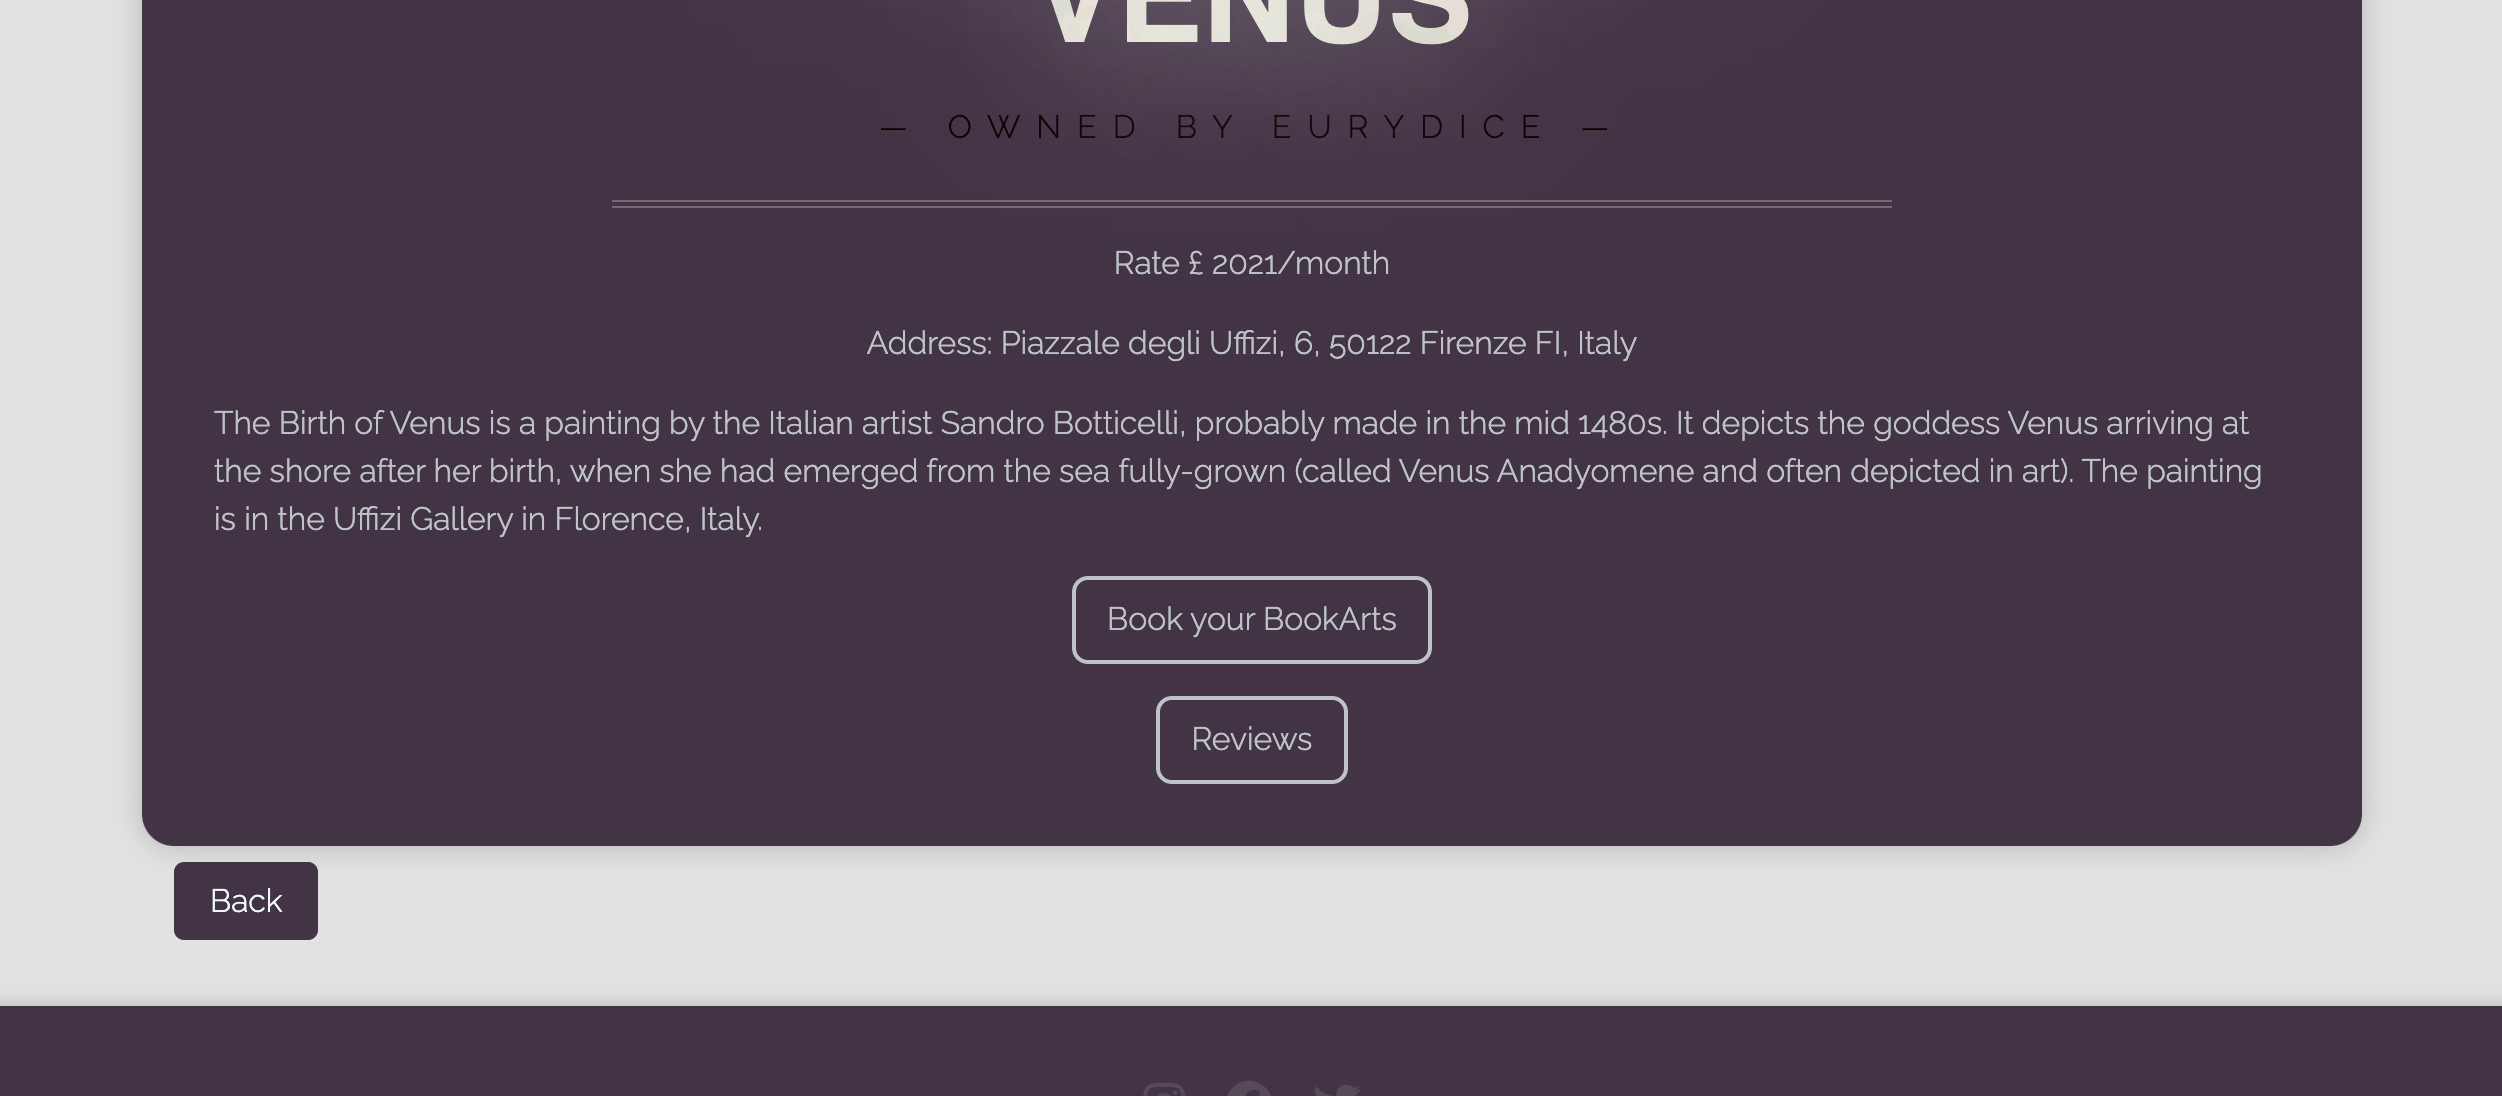 VENUS
— OWNED BY EURYDICE —
Rate £ 2021/month
Address: Piazzale degli Uffizi, 6, 50122 Firenze FI, Italy
The Birth of Venus is a painting by the Italian artist Sandro Botticelli, probably made in the mid 1480s. It depicts the goddess Venus arriving at
the shore after her birth, when she had emerged from the sea fully-grown (called Venus Anadyomene and often depicted in art). The painting
is in the Uffizi Gallery in Florence, Italy.
Book your BookArts
Reviews
Back